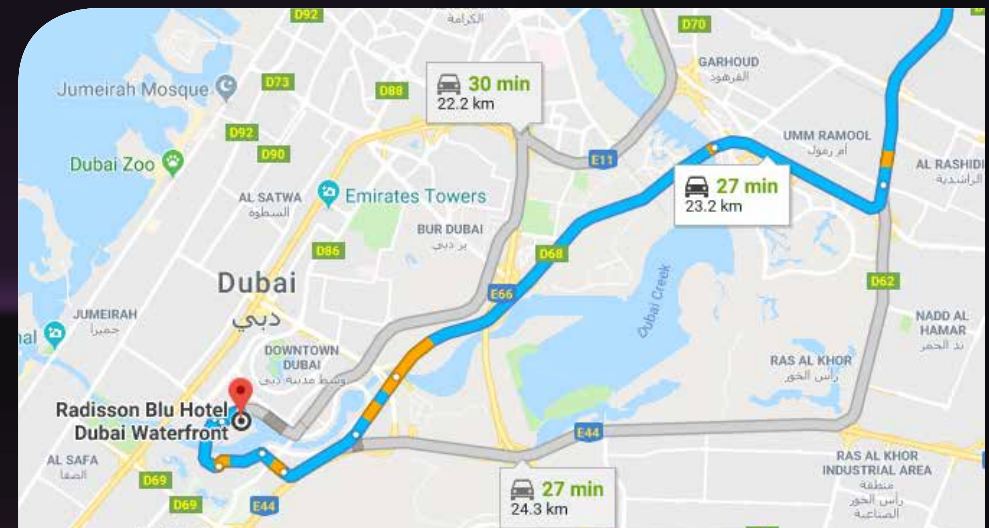 D92
الكرامة
D70
GARHOUD
القرهود
Jumeirah Mosque
D73
D88
30 min
22.2 km
D92
D90
E11
UMM RAMOOL
أم رمول
AL RASHIDI
الراشدية
Dubai Zoo
27 min
23.2 km
AL SATWA
السطوة
Emirates Towers
BUR DUBAI
بر دبي
D86
D68
Dubai
دبي
E66
Dubai Creek
D62
JUMEIRAH
جميرا
nal
DOWNTOWN
DUBAI
وسط مدينة دبي
NADD AL
HAMAR
ند الحمر
RAS AL KHOR
رأس الخور
Radisson Blu Hotel
Dubai Waterfront
E44
AL SAFA
الصفا
D69
D69
E44
27 min
24.3 km
RAS AL KHOR
INDUSTRIAL AREA
منطقة
رأس الخور
الصناعية